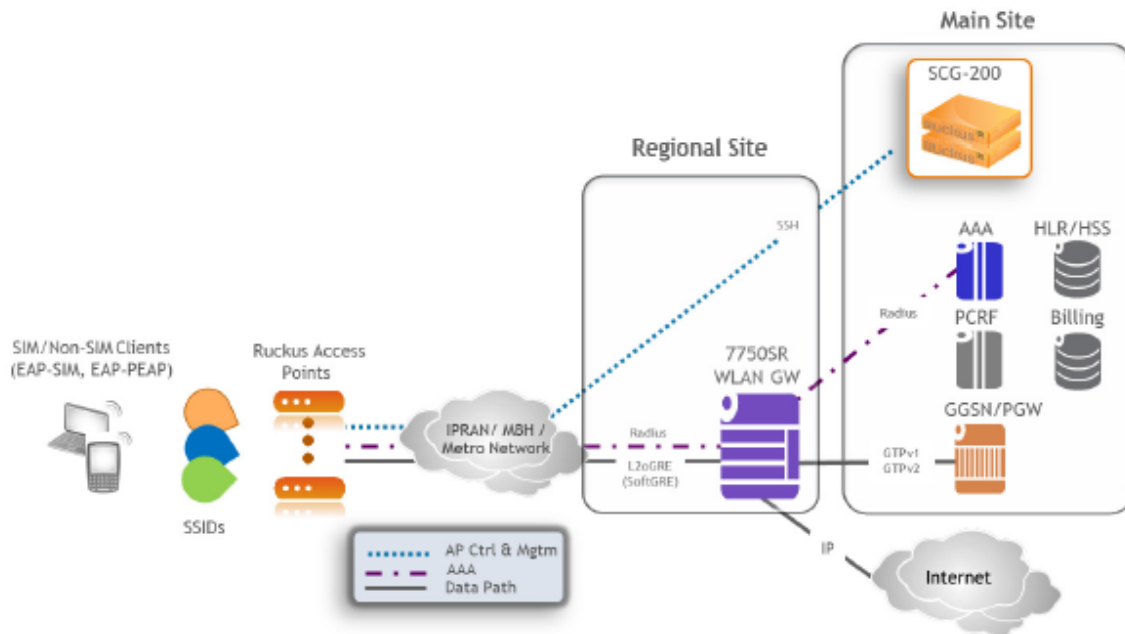 Main Site
SCG-200
Regional Site
SSH
AAA
HLR/HSS
Radius
PCRF
Billing
SIM/Non-SIM Clients
(EAP-SIM, EAP-PEAP)
Ruckus Access
Points
7750SR
WLAN GW
GGSN/PGW
IPRAN/ MBH /
Metro Network
Radius
L2oGRE
(SoftGRE)
GTPv1
GTPv2
SSIDs
AP Ctrl & Mgtm
AAA
Data Path
IP
Internet